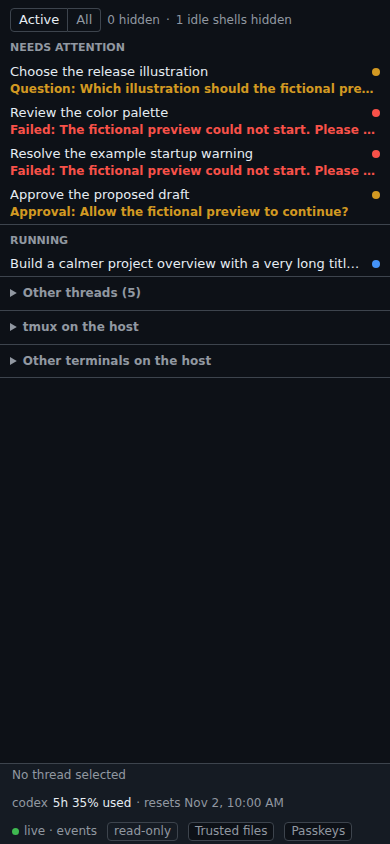 Active All 0 hidden · 1 idle shells hidden
NEEDS ATTENTION
Choose the release illustration
Question: Which illustration should the fictional pre…
Review the color palette
Failed: The fictional preview could not start. Please …
Resolve the example startup warning
Failed: The fictional preview could not start. Please …
Approve the proposed draft
Approval: Allow the fictional preview to continue?
RUNNING
Build a calmer project overview with a very long titl…
Other threads (5)
tmux on the host
Other terminals on the host
No thread selected
codex 5h 35% used · resets Nov 2, 10:00 AM
live · events read-only Trusted files Passkeys